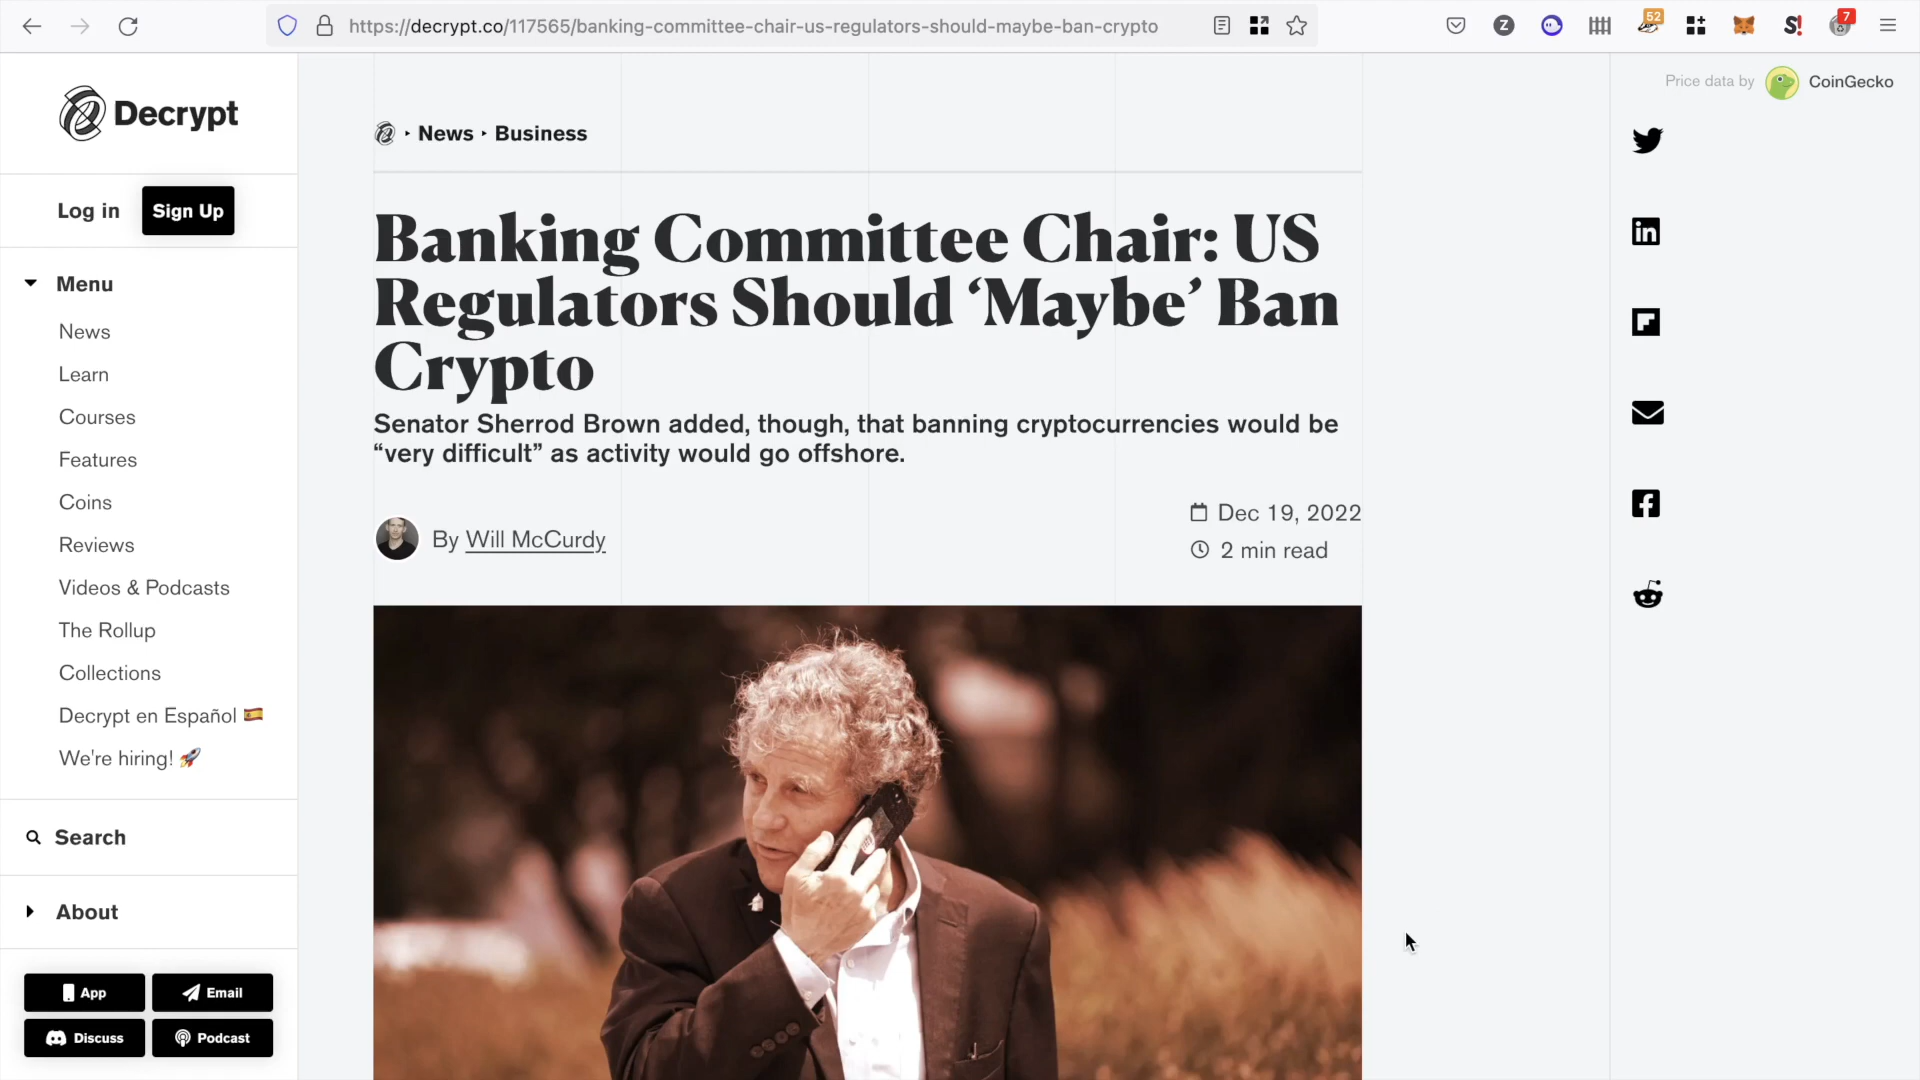 https://decrypt.co/117565/banking-committee-chair-us-regulators-should-maybe-ban-crypto
52
7
Decrypt
Log in
Sign Up
Menu
News
Learn
Courses
Features
Coins
Reviews
Videos & Podcasts
The Rollup
Collections
Decrypt en Español
We're hiring!
Search
About
App
Email
Discuss
Podcast
News
Business
Banking Committee Chair: US
Regulators Should ‘Maybe’ Ban
Crypto
Senator Sherrod Brown added, though, that banning cryptocurrencies would be
“very difficult” as activity would go offshore.
By Will McCurdy
Dec 19, 2022
2 min read
Price data by
CoinGecko